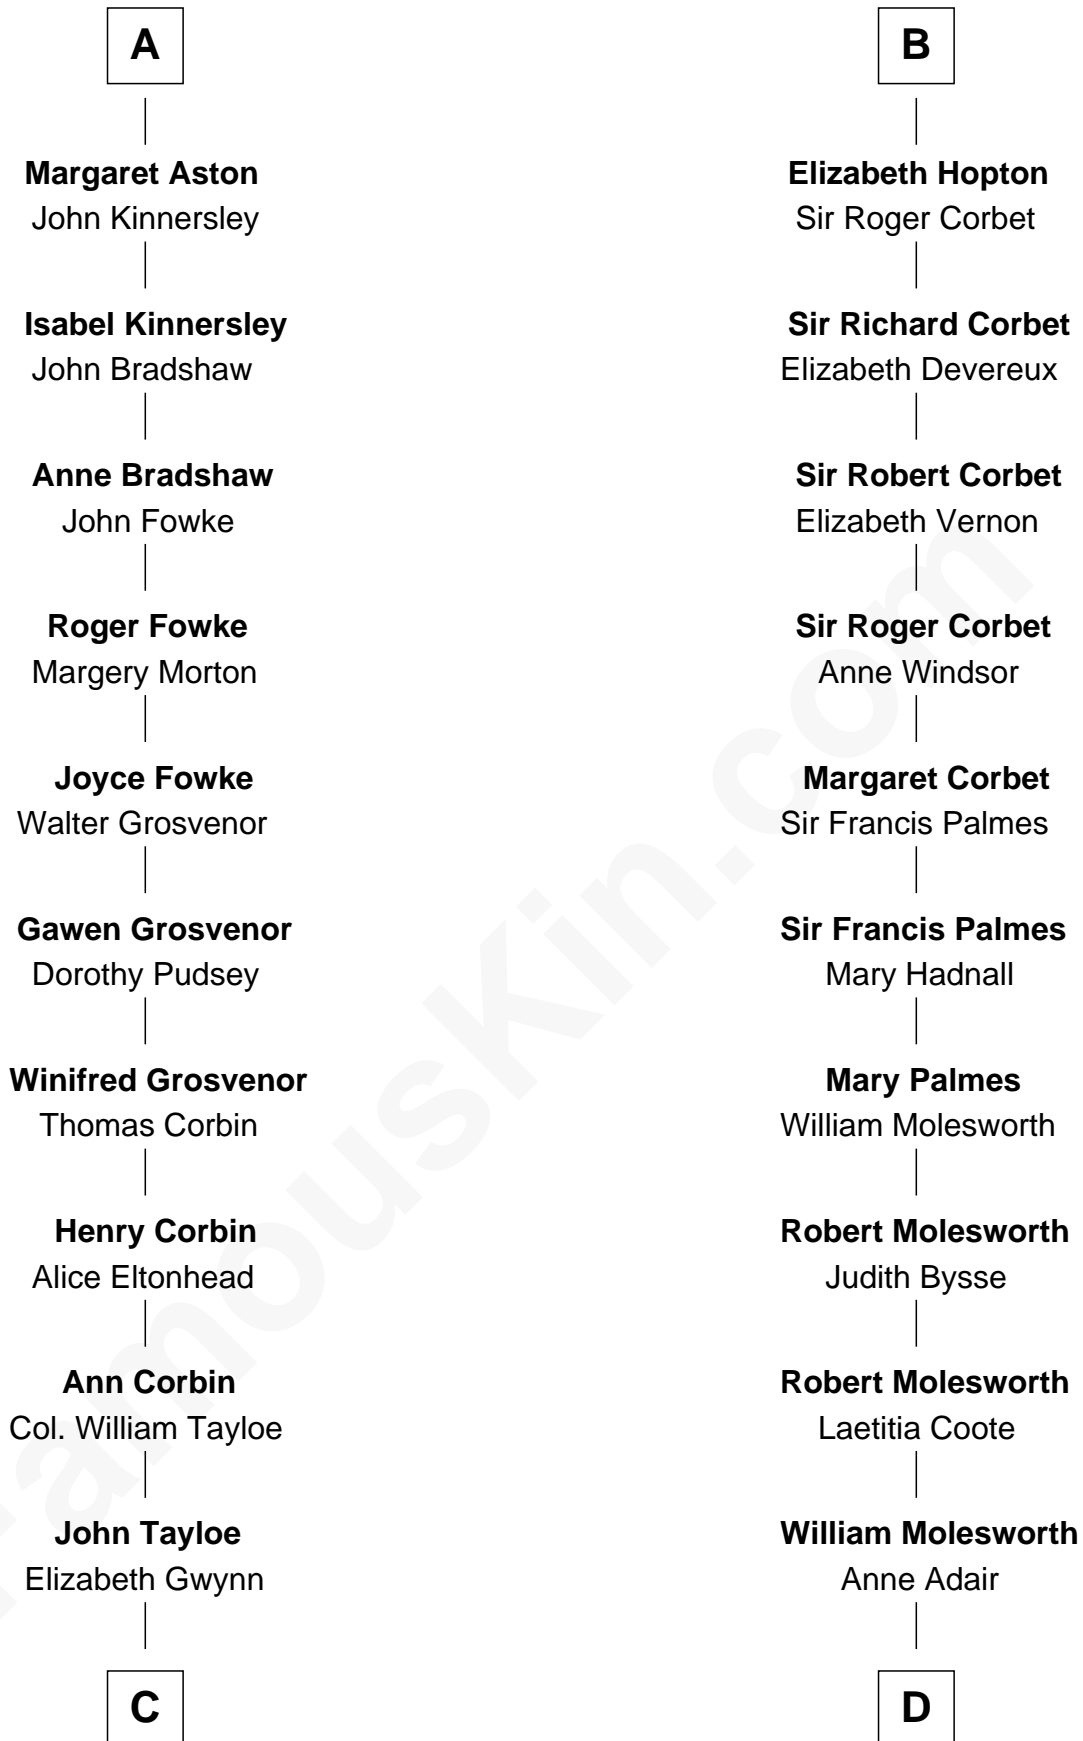 A
Margaret Aston
John Kinnersley
Isabel Kinnersley
John Bradshaw
Anne Bradshaw
John Fowke
Roger Fowke
Margery Morton
Joyce Fowke
Walter Grosvenor
Gawen Grosvenor
Dorothy Pudsey
Winifred Grosvenor
Thomas Corbin
Henry Corbin
Alice Eltonhead
Ann Corbin
Col. William Tayloe
John Tayloe
Elizabeth Gwynn
C
B
Elizabeth Hopton
Sir Roger Corbet
Sir Richard Corbet
Elizabeth Devereux
Sir Robert Corbet
Elizabeth Vernon
Sir Roger Corbet
Anne Windsor
Margaret Corbet
Sir Francis Palmes
Sir Francis Palmes
Mary Hadnall
Mary Palmes
William Molesworth
Robert Molesworth
Judith Bysse
Robert Molesworth
Laetitia Coote
William Molesworth
Anne Adair
D
FamousKin.com